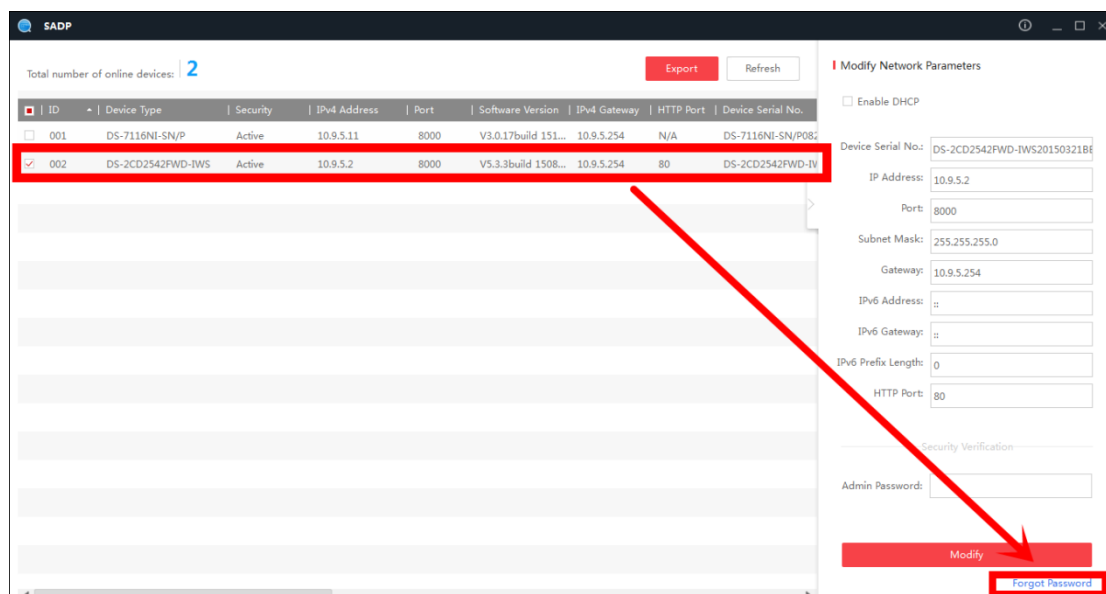 SADP
Total number of online devices: 2
Export
Refresh
ID | Device Type | Security | IPv4 Address | Port | Software Version | IPv4 Gateway | HTTP Port | Device Serial No.
001 DS-7116NI-SN/P Active 10.9.5.11 8000 V3.0.17build 151... 10.9.5.254 N/A DS-7116NI-SN/P082
002 DS-2CD2542FWD-IWS Active 10.9.5.2 8000 V5.3.3build 1508... 10.9.5.254 80 DS-2CD2542FWD-IV
Modify Network Parameters
Enable DHCP
Device Serial No.: DS-2CD2542FWD-IWS20150321BE
IP Address: 10.9.5.2
Port: 8000
Subnet Mask: 255.255.255.0
Gateway: 10.9.5.254
IPv6 Address: ::
IPv6 Gateway: ::
IPv6 Prefix Length: 0
HTTP Port: 80
Security Verification
Admin Password:
Modify
Forgot Password